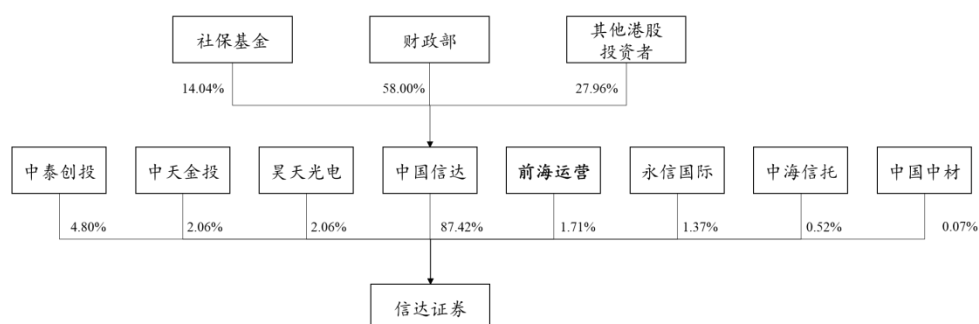 社保基金
财政部
其他港股
投资者
14.04%
58.00%
27.96%
中泰创投
中天金投
昊天光电
中国信达
前海运营
永信国际
中海信托
中国中材
4.80%
2.06%
2.06%
87.42%
1.71%
1.37%
0.52%
0.07%
信达证券